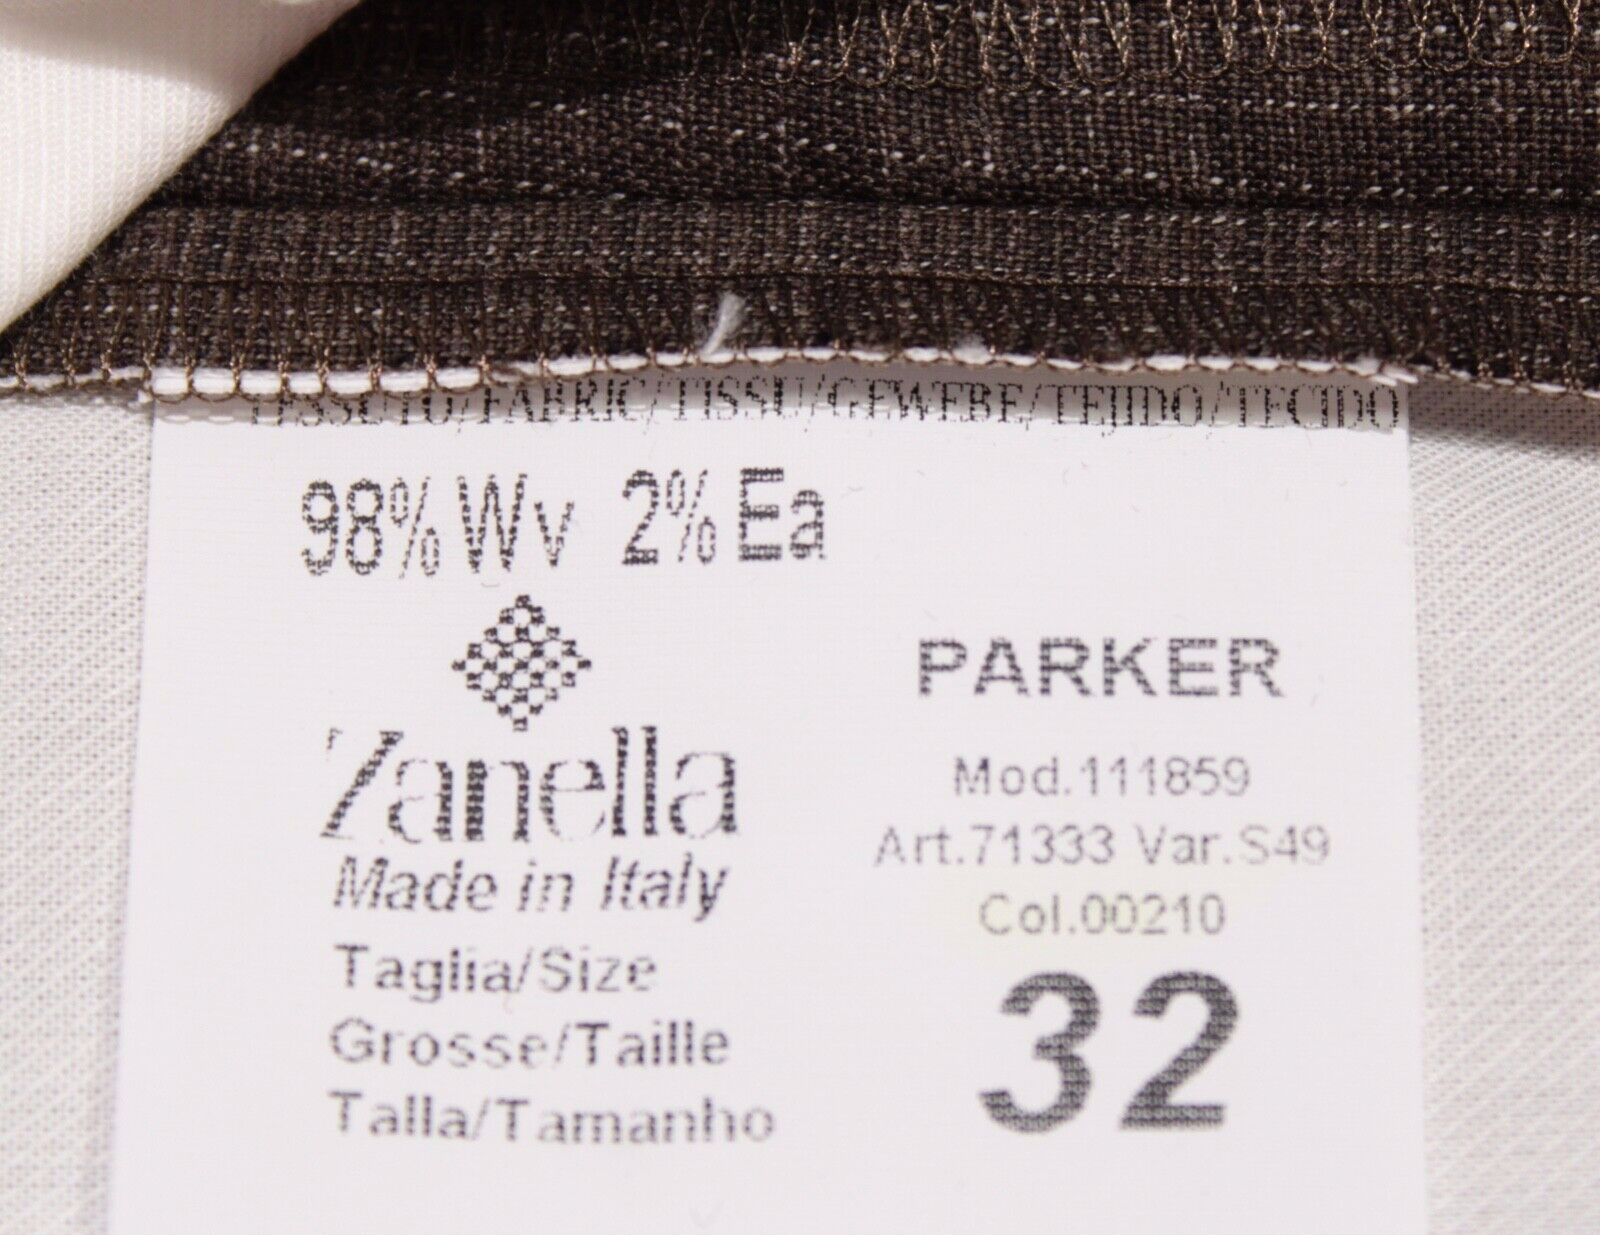 TESSUTO/FABRIC/TISSU/GEWEBE/TEJIDO/TECIDO
98%Wv 2%Ea
Zanella
Made in Italy
Taglia/Size
Grosse/Taille
Talla/Tamanho
PARKER
Mod.111859
Art.71333 Var.S49
Col.00210
32